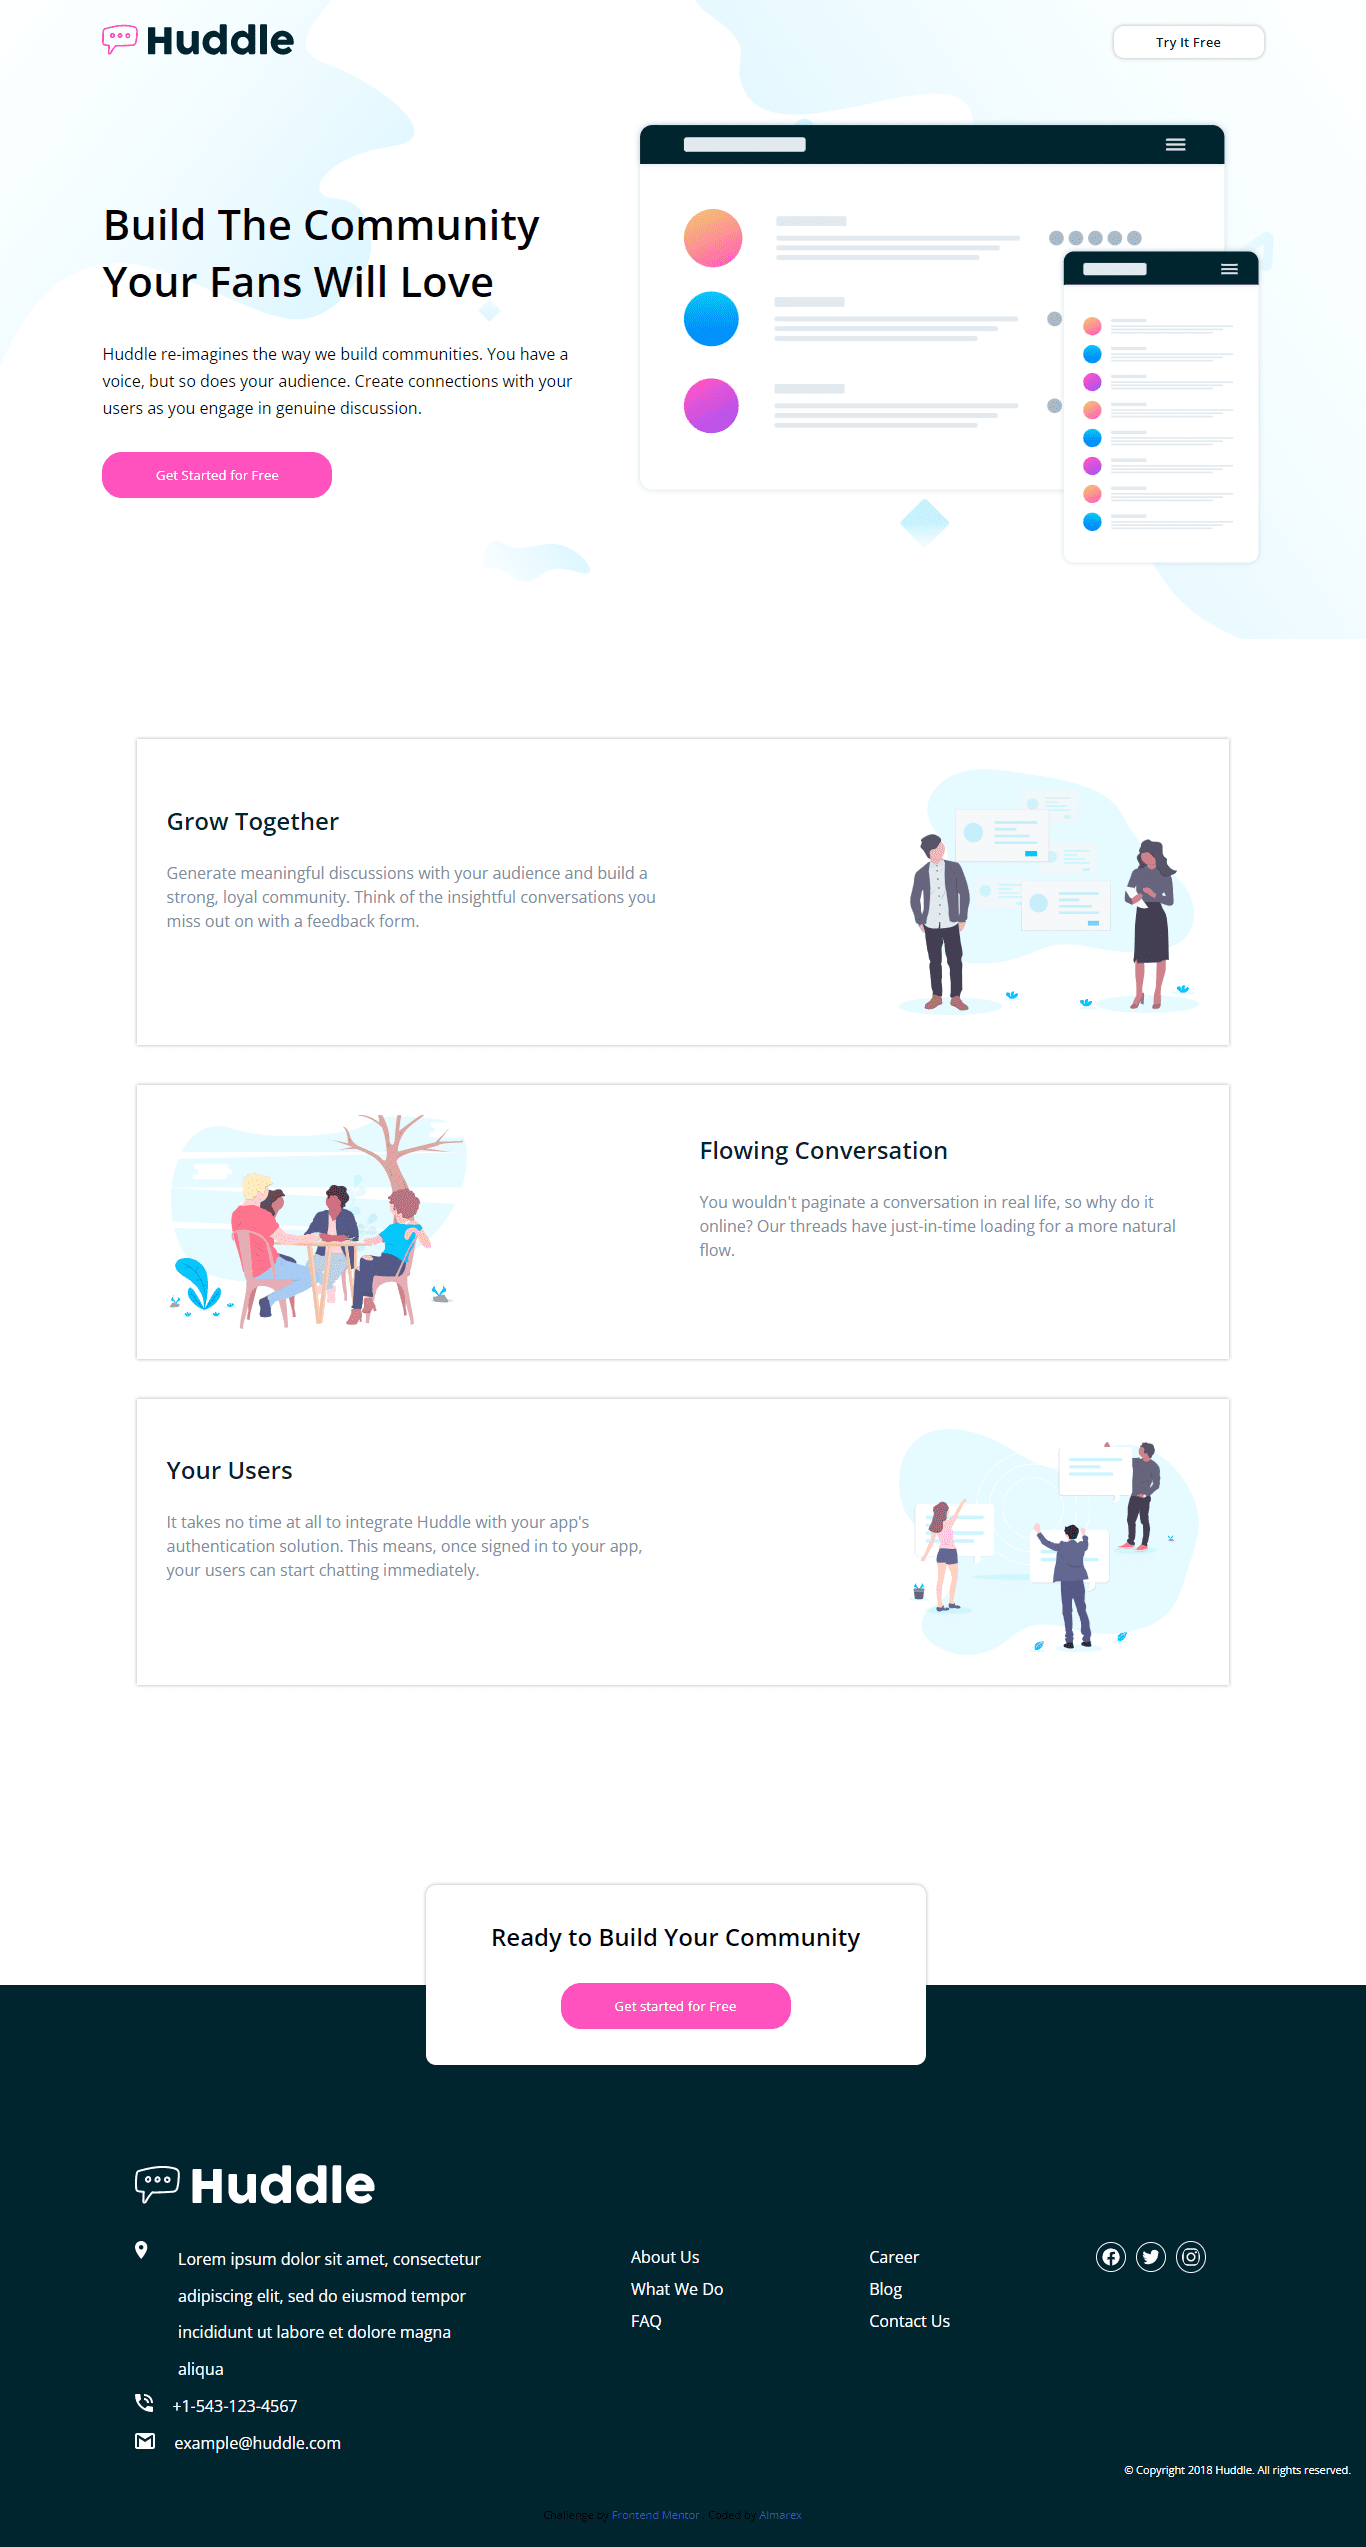 Huddle
Try It Free
Build The Community
Your Fans Will Love
Huddle re-imagines the way we build communities. You have a
voice, but so does your audience. Create connections with your
users as you engage in genuine discussion.
Get Started for Free
Grow Together
Generate meaningful discussions with your audience and build a
strong, loyal community. Think of the insightful conversations you
miss out on with a feedback form.
Flowing Conversation
You wouldn't paginate a conversation in real life, so why do it
online? Our threads have just-in-time loading for a more natural
flow.
Your Users
It takes no time at all to integrate Huddle with your app's
authentication solution. This means, once signed in to your app,
your users can start chatting immediately.
Ready to Build Your Community
Get started for Free
Huddle
Lorem ipsum dolor sit amet, consectetur
adipiscing elit, sed do eiusmod tempor
incididunt ut labore et dolore magna
aliqua
+1-543-123-4567
example@huddle.com
About Us
What We Do
FAQ
Career
Blog
Contact Us
© Copyright 2018 Huddle. All rights reserved.
Challenge by Frontend Mentor. Coded by Almarex